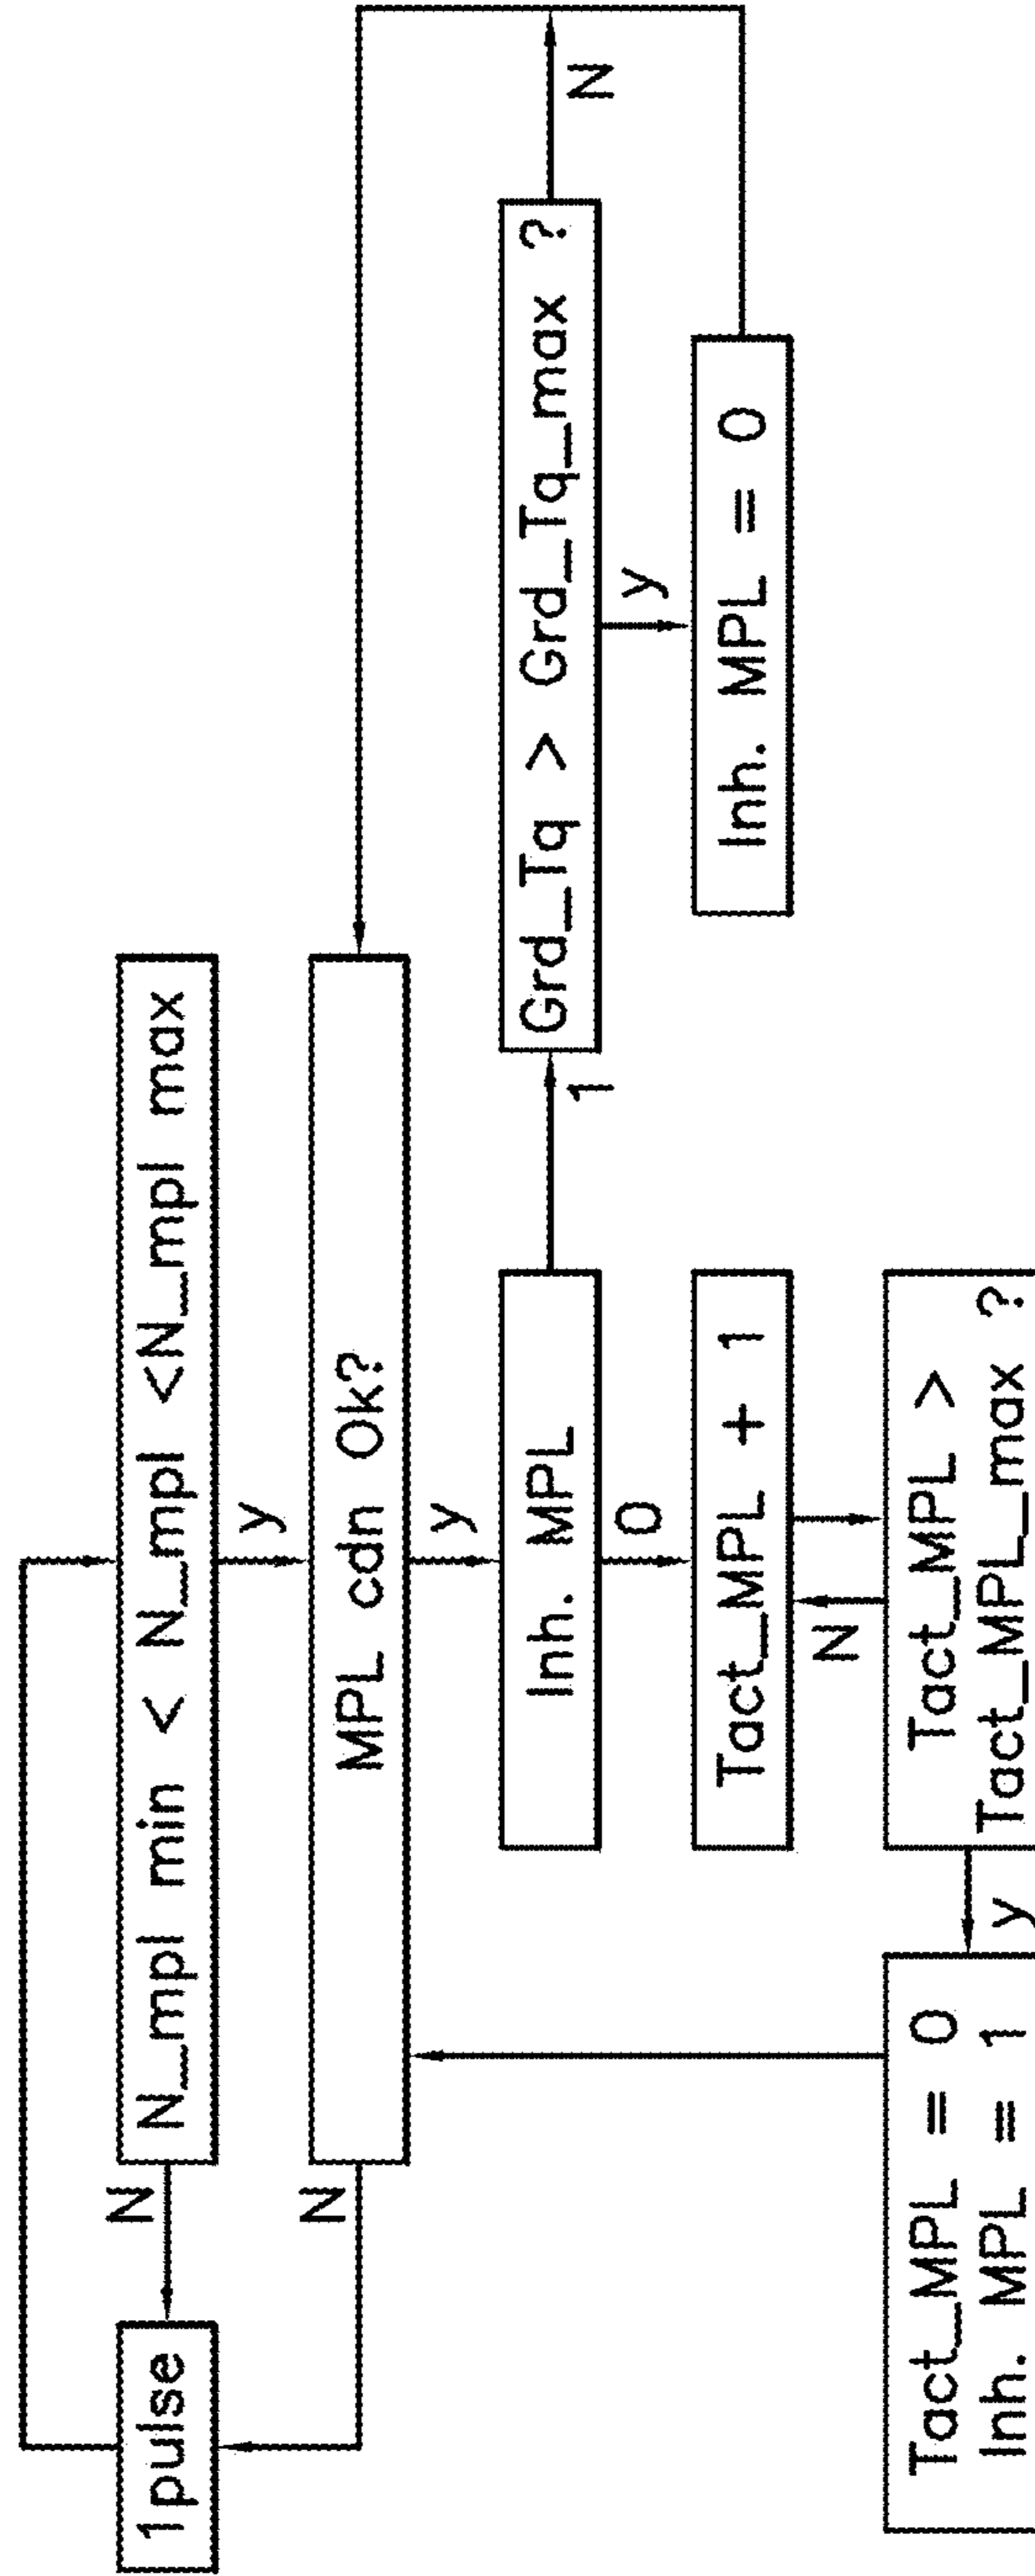 1pulse
N
N_mpl min < N_mpl <N_mpl max
y
N
MPL cdn Ok?
y
Inh. MPL
1
Grd_Tq > Grd_Tq_max ?
N
0
y
Tact_MPL + 1
Inh. MPL = 0
N
Tact_MPL >
Tact_MPL_max ?
y
Tact_MPL = 0
Inh. MPL = 1